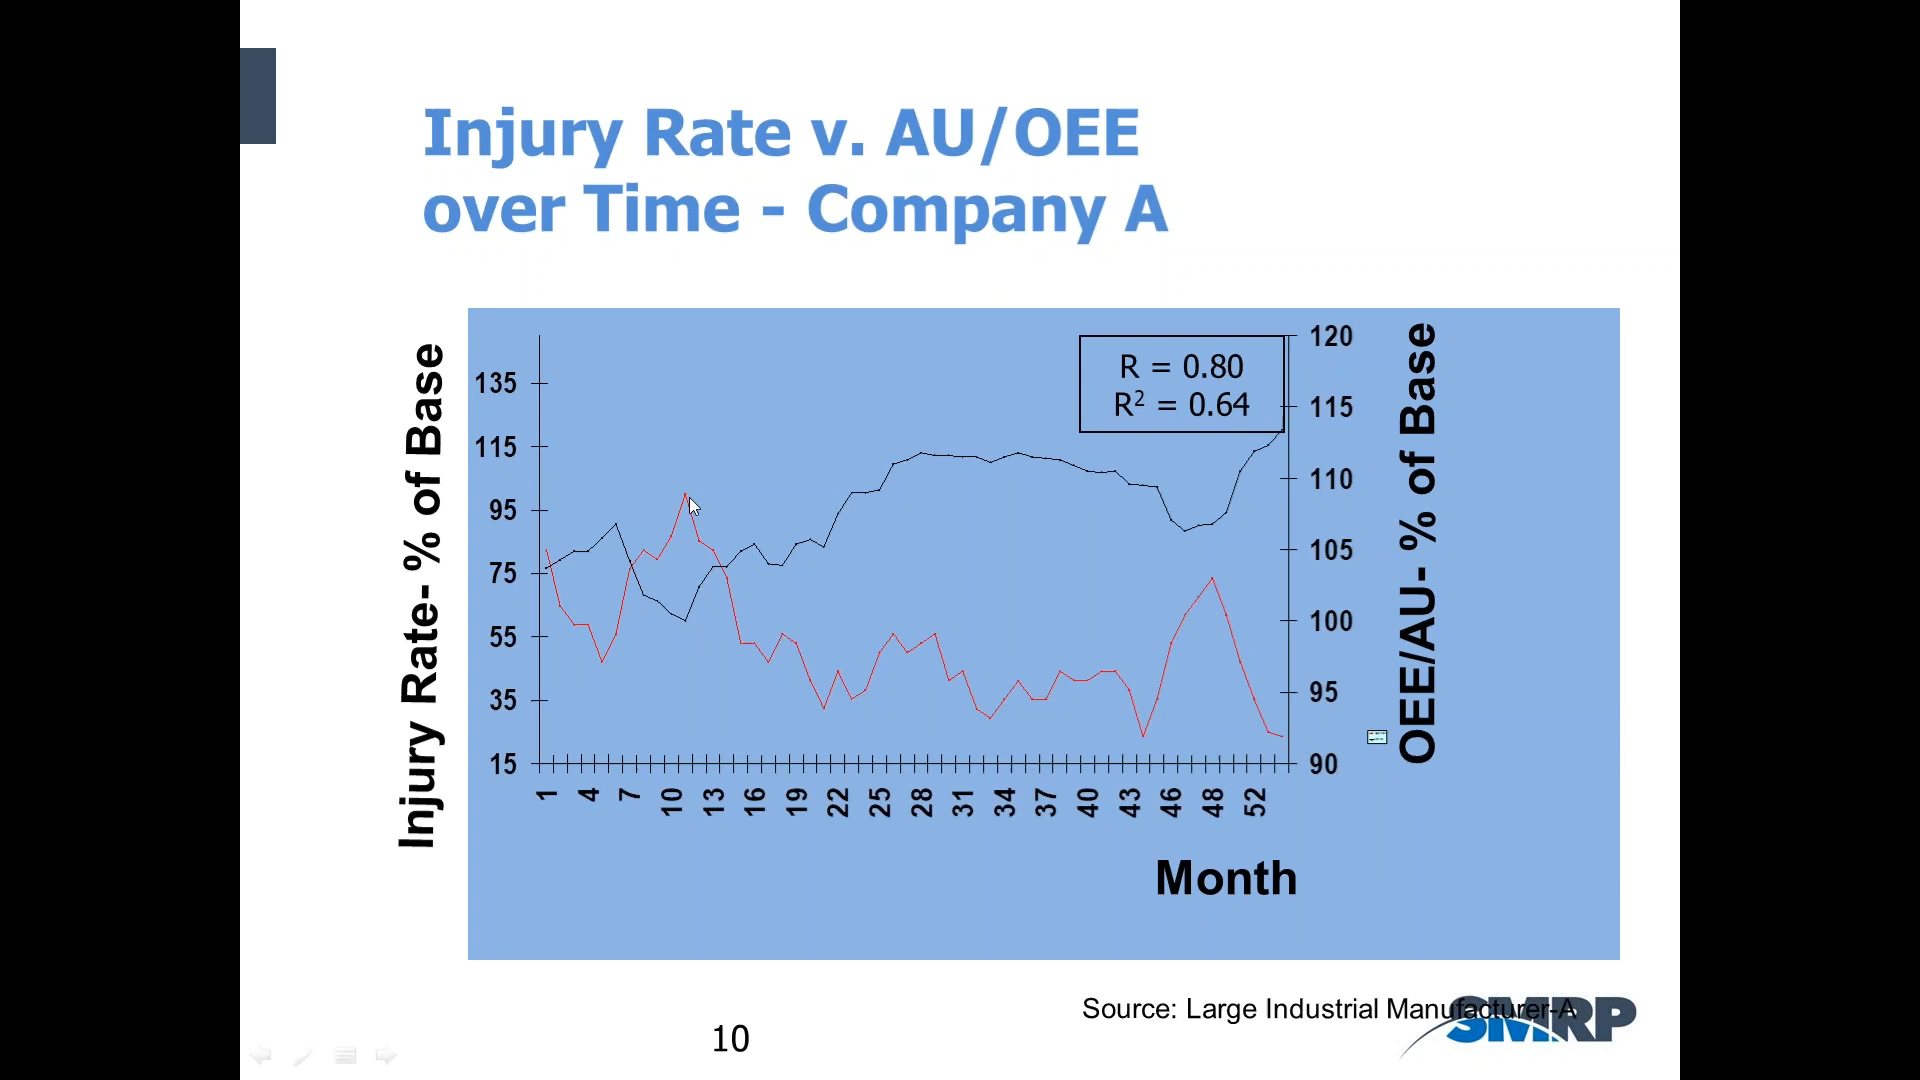 Injury Rate v. AU/OEE
over Time - Company A
Injury Rate- % of Base
135
115
95
75
55
35
15
R = 0.80
R² = 0.64
120
115
110
105
100
95
90
OEE/AU- % of Base
1 4 7 10 13 16 19 22 25 28 31 34 37 40 43 46 48 52
Month
Source: Large Industrial Manufacturer-A
SMRP
10